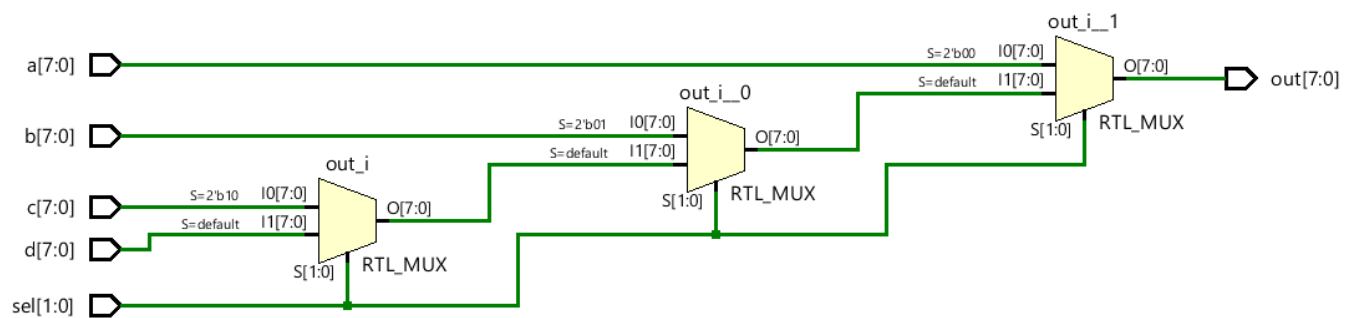 out_i__1
a[7:0]
S=2'b00
I0[7:0]
O[7:0]
out[7:0]
S=default
I1[7:0]
S[1:0]
RTL_MUX
out_i__0
b[7:0]
S=2'b01
I0[7:0]
O[7:0]
S=default
I1[7:0]
S[1:0]
RTL_MUX
out_i
c[7:0]
S=2'b10
I0[7:0]
O[7:0]
d[7:0]
S=default
I1[7:0]
S[1:0]
RTL_MUX
sel[1:0]